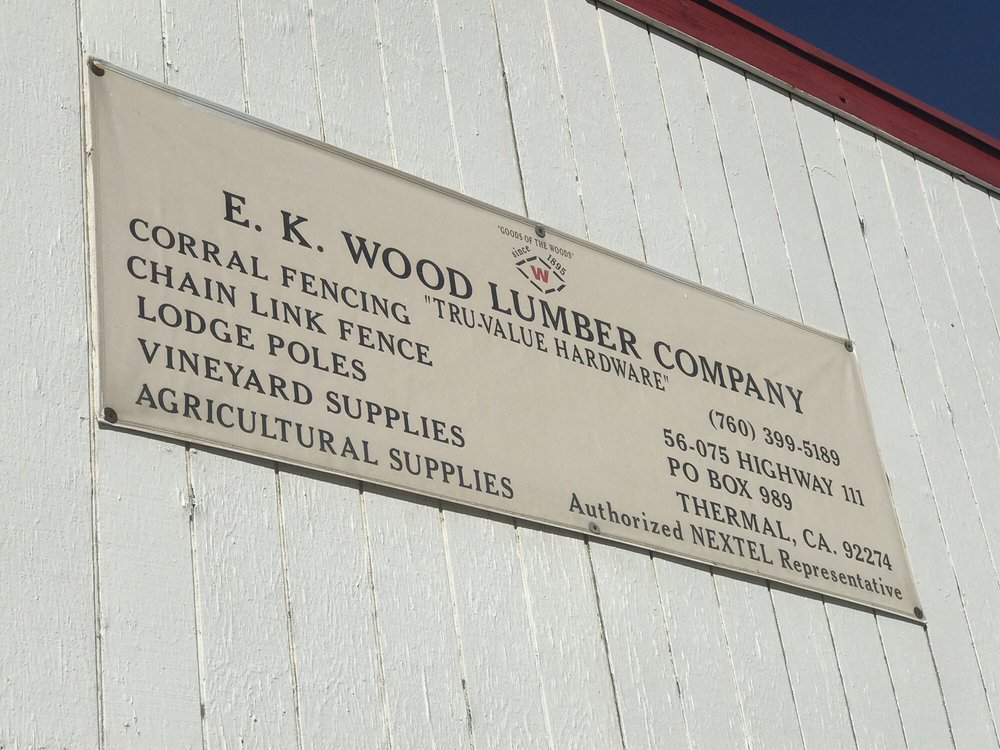 'GOODS OF THE WOODS'
since 1895
W
E. K. WOOD LUMBER COMPANY
"TRU-VALUE HARDWARE"
CORRAL FENCING
CHAIN LINK FENCE
LODGE POLES
VINEYARD SUPPLIES
AGRICULTURAL SUPPLIES
(760) 399-5189
56-075 HIGHWAY 111
PO BOX 989
THERMAL, CA. 92274
Authorized NEXTEL Representative